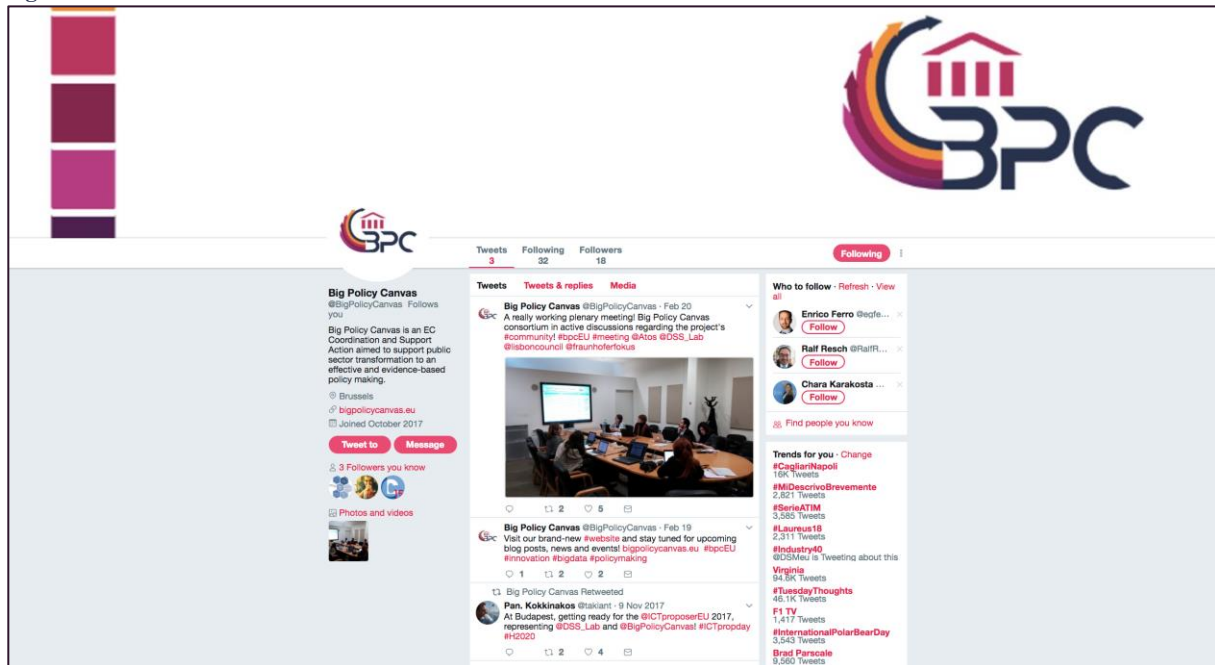 BPC
BPC
Tweets
3
Following
32
Followers
18
Following
Big Policy Canvas
@BigPolicyCanvas Follows
you
Big Policy Canvas is an EC
Coordination and Support
Action aimed to support public
sector transformation to an
effective and evidence-based
policy making.
Brussels
bigpolicycanvas.eu
Joined October 2017
Tweet to Message
3 Followers you know
Photos and videos
Tweets Tweets & replies Media
Big Policy Canvas @BigPolicyCanvas · Feb 20
A really working plenary meeting! Big Policy Canvas
consortium in active discussions regarding the project's
#community! #bpcEU #meeting @Atos @DSS_Lab
@lisboncouncil @fraunhoferfokus
2 5
Big Policy Canvas @BigPolicyCanvas · Feb 19
Visit our brand-new #website and stay tuned for upcoming
blog posts, news and events! bigpolicycanvas.eu #bpcEU
#innovation #bigdata #policymaking
1 2 2
Big Policy Canvas Retweeted
Pan. Kokkinakos @takiant · 9 Nov 2017
At Budapest, getting ready for the @ICTproposerEU 2017,
representing @DSS_Lab and @BigPolicyCanvas! #ICTpropday
#H2020
2 4
Who to follow · Refresh · View
all
Enrico Ferro @egfe...
Follow
Ralf Resch @RalfR...
Follow
Chara Karakosta ...
Follow
Find people you know
Trends for you · Change
#CagliariNapoli
16K Tweets
#MiDescrivoBrevemente
2,821 Tweets
#SerieATIM
3,585 Tweets
#Laureus18
2,311 Tweets
#Industry40
@DSMeu is Tweeting about this
Virginia
94.8K Tweets
#TuesdayThoughts
46.1K Tweets
F1 TV
1,417 Tweets
#InternationalPolarBearDay
3,543 Tweets
Brad Parscale
9,560 Tweets